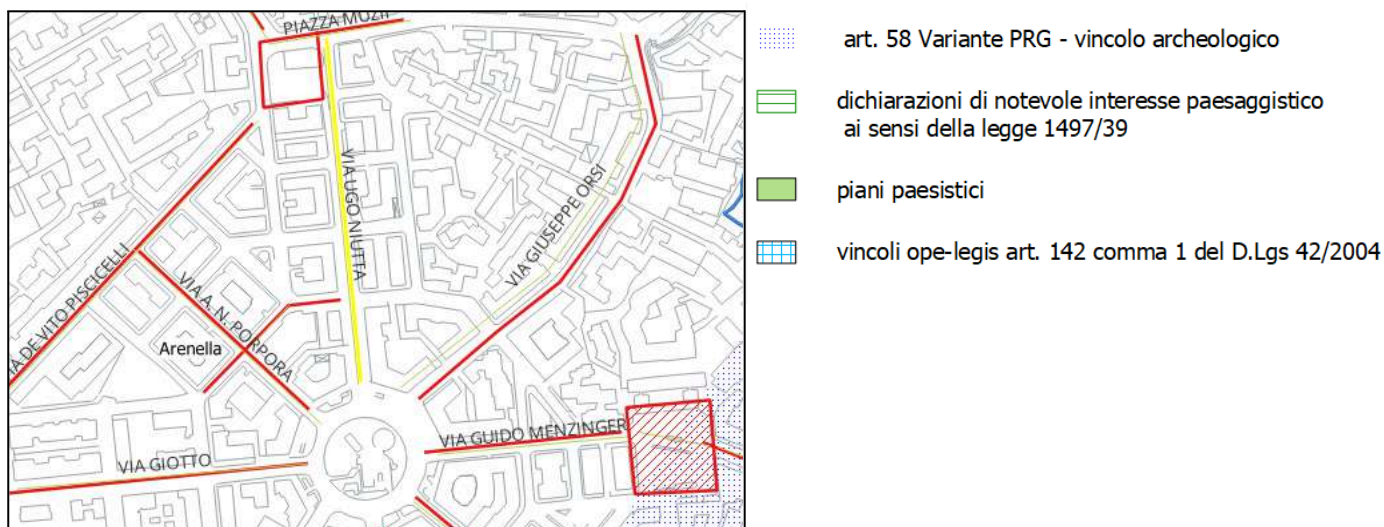 PIAZZA MUZII
VIA UGO NIUTTA
VIA GIUSEPPE ORSI
VIA DE VITO PISCICELLI
VIA A. N. PORPORA
Arenella
VIA GUIDO MENZINGER
VIA GIOTTO
art. 58 Variante PRG - vincolo archeologico
dichiarazioni di notevole interesse paesaggistico
ai sensi della legge 1497/39
piani paesistici
vincoli ope-legis art. 142 comma 1 del D.Lgs 42/2004